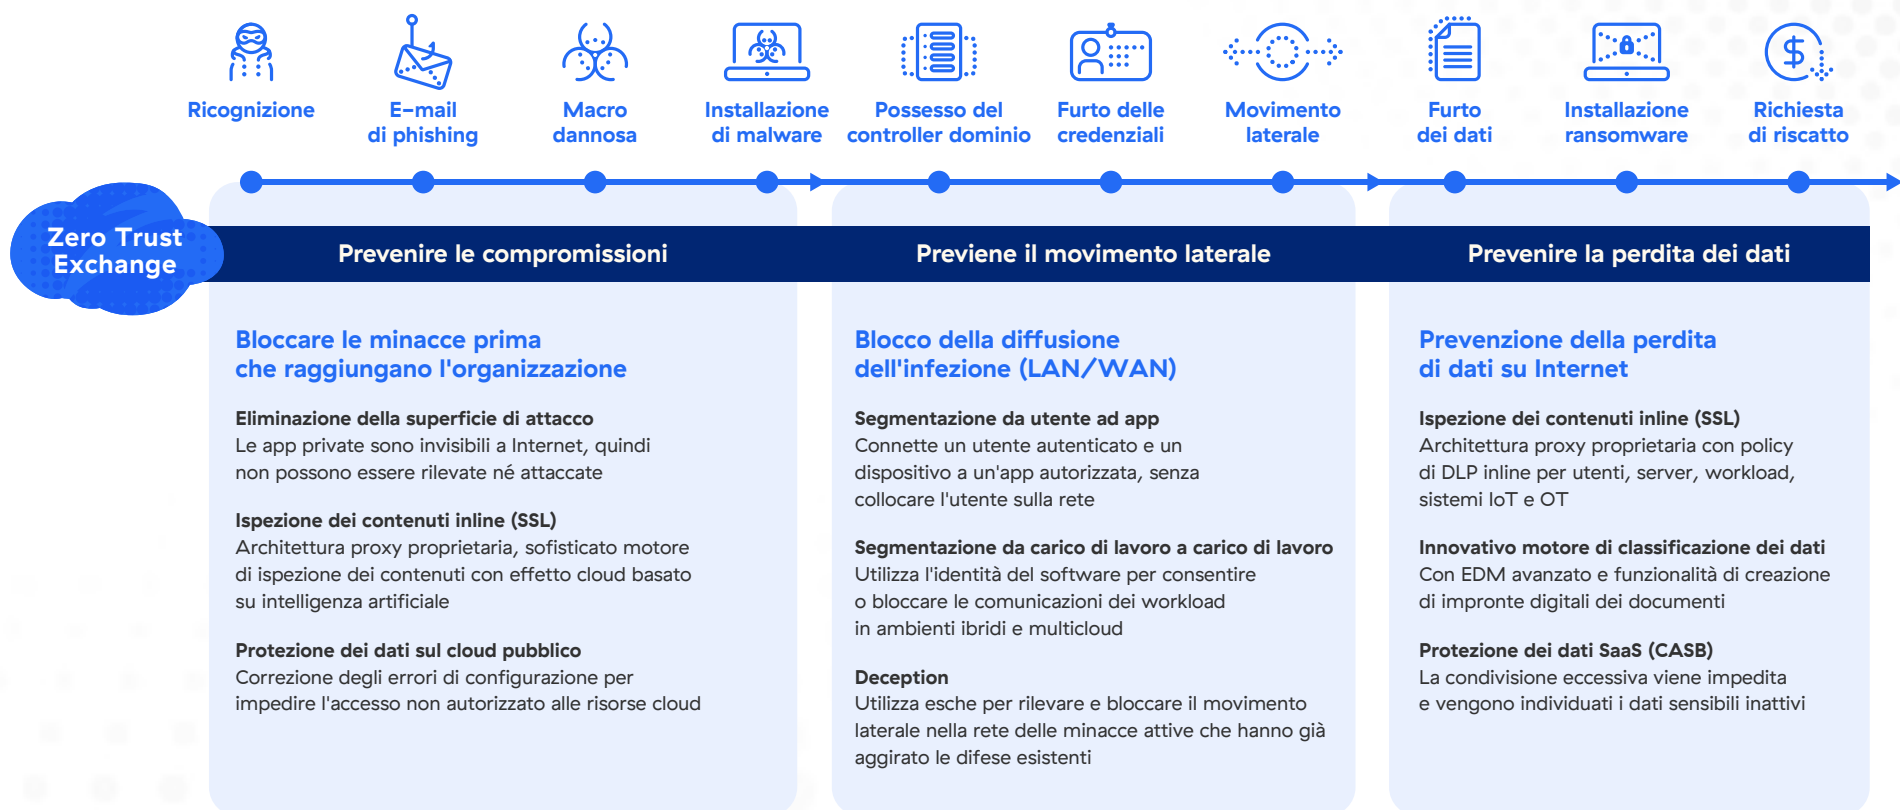 Ricognizione
E-mail
di phishing
Macro
dannosa
Installazione
di malware
Possesso del
controller dominio
Furto delle
credenziali
Movimento
laterale
Furto
dei dati
Installazione
ransomware
Richiesta
di riscatto
Zero Trust
Exchange
Prevenire le compromissioni
Previene il movimento laterale
Prevenire la perdita dei dati
Bloccare le minacce prima
che raggiungano l'organizzazione
Eliminazione della superficie di attacco
Le app private sono invisibili a Internet, quindi
non possono essere rilevate né attaccate
Ispezione dei contenuti inline (SSL)
Architettura proxy proprietaria, sofisticato motore
di ispezione dei contenuti con effetto cloud basato
su intelligenza artificiale
Protezione dei dati sul cloud pubblico
Correzione degli errori di configurazione per
impedire l'accesso non autorizzato alle risorse cloud
Blocco della diffusione
dell'infezione (LAN/WAN)
Segmentazione da utente ad app
Connette un utente autenticato e un
dispositivo a un'app autorizzata, senza
collocare l'utente sulla rete
Segmentazione da carico di lavoro a carico di lavoro
Utilizza l'identità del software per consentire
o bloccare le comunicazioni dei workload
in ambienti ibridi e multicloud
Deception
Utilizza esche per rilevare e bloccare il movimento
laterale nella rete delle minacce attive che hanno già
aggirato le difese esistenti
Prevenzione della perdita
di dati su Internet
Ispezione dei contenuti inline (SSL)
Architettura proxy proprietaria con policy
di DLP inline per utenti, server, workload,
sistemi IoT e OT
Innovativo motore di classificazione dei dati
Con EDM avanzato e funzionalità di creazione
di impronte digitali dei documenti
Protezione dei dati SaaS (CASB)
La condivisione eccessiva viene impedita
e vengono individuati i dati sensibili inattivi